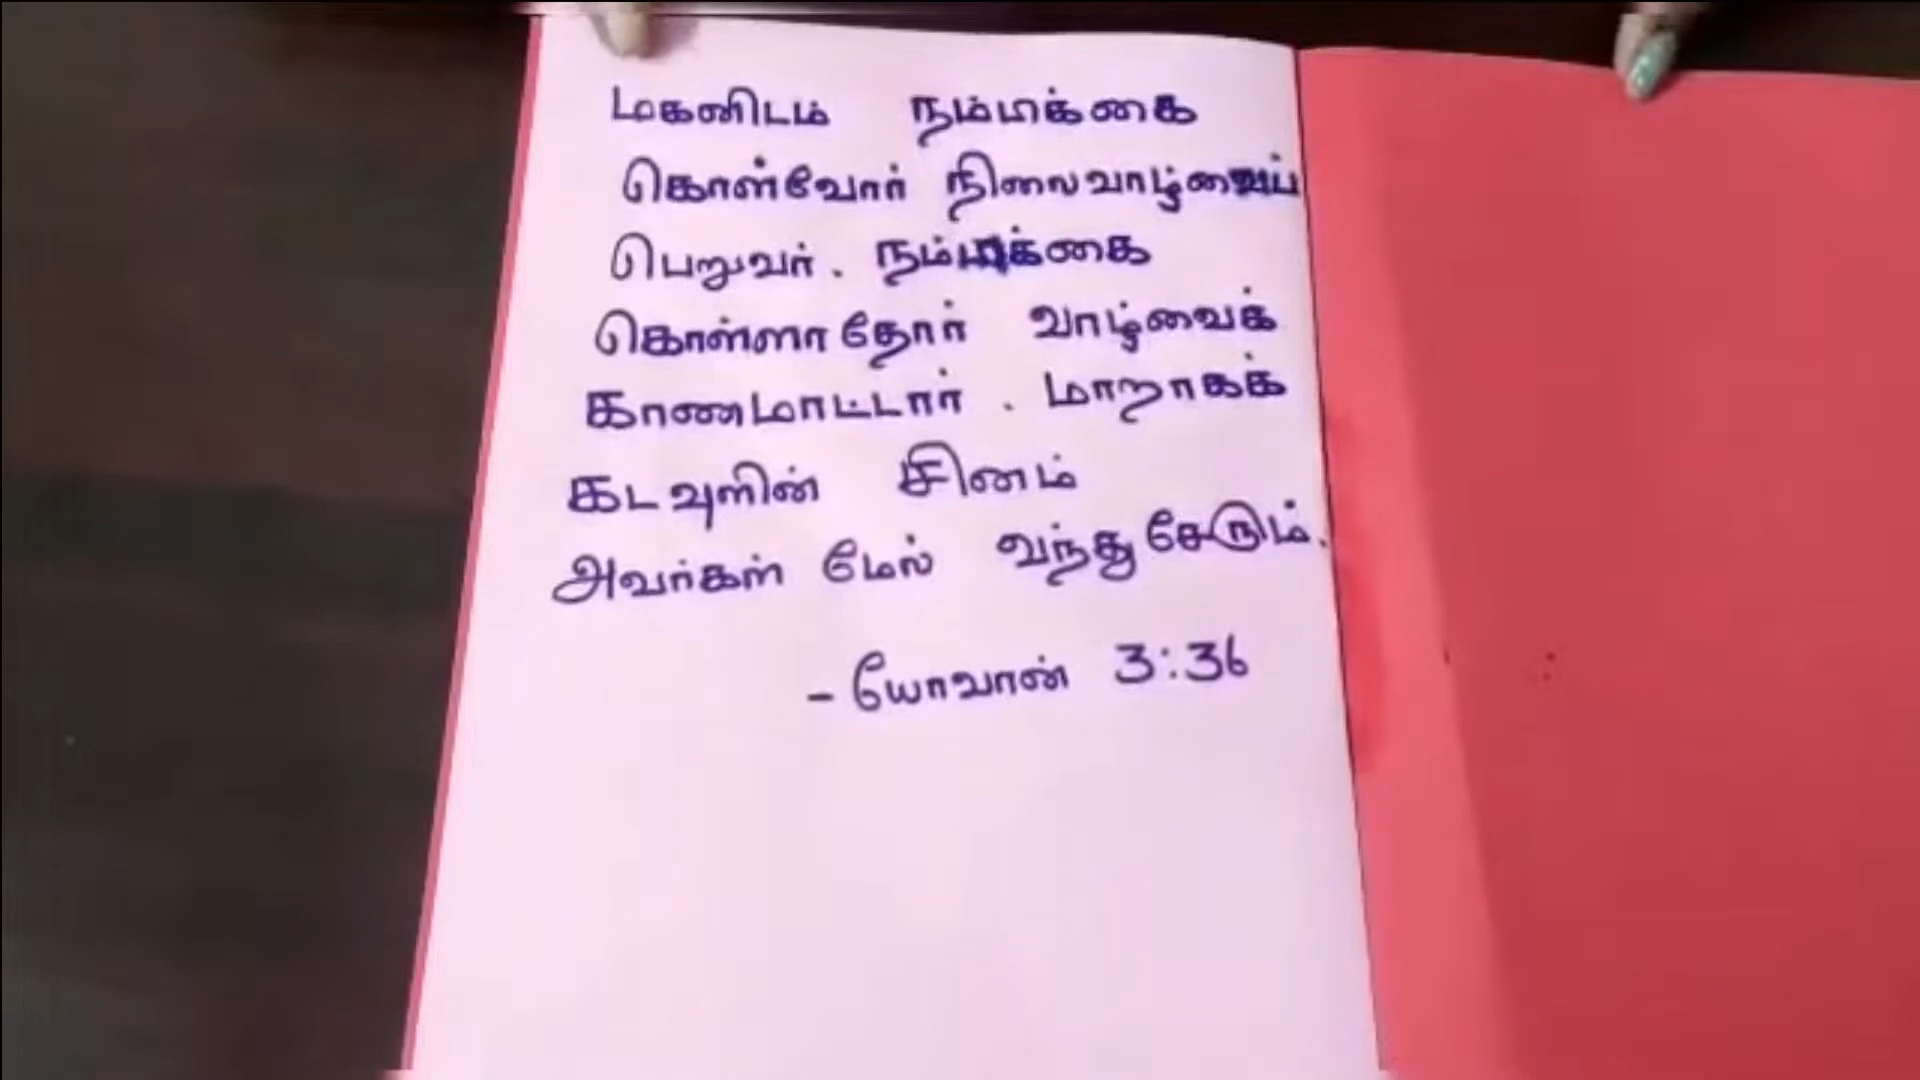 மகனிடம் நம்பிக்கை
கொள்வோர் நிலைவாழ்வைப்
பெறுவர். நம்பிக்கை
கொள்ளாதோர் வாழ்வைக்
காணமாட்டார். மாறாகக்
கடவுளின் சினம்
அவர்கள் மேல் வந்து சேரும்.
- யோவான் 3:36